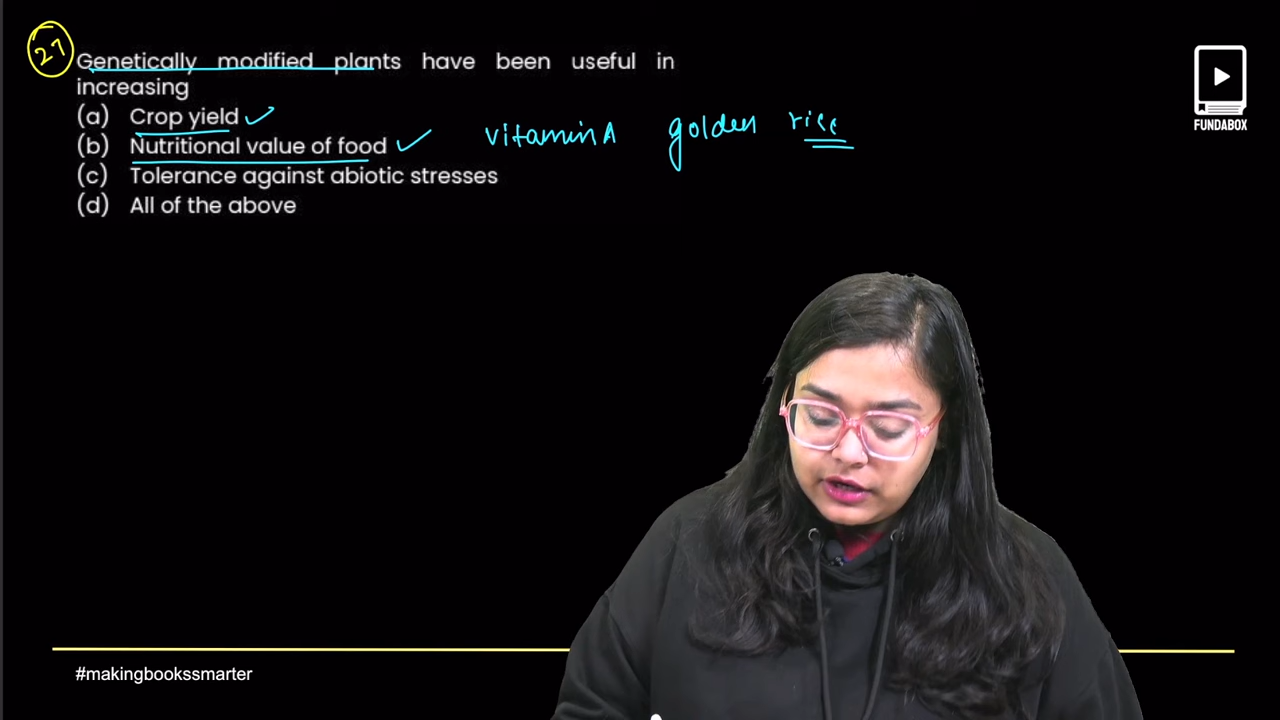 27
Genetically modified plants have been useful in
increasing
(a) Crop yield
(b) Nutritional value of food vitamin A golden rice
(c) Tolerance against abiotic stresses
(d) All of the above
FUNDABOX
#makingbookssmarter